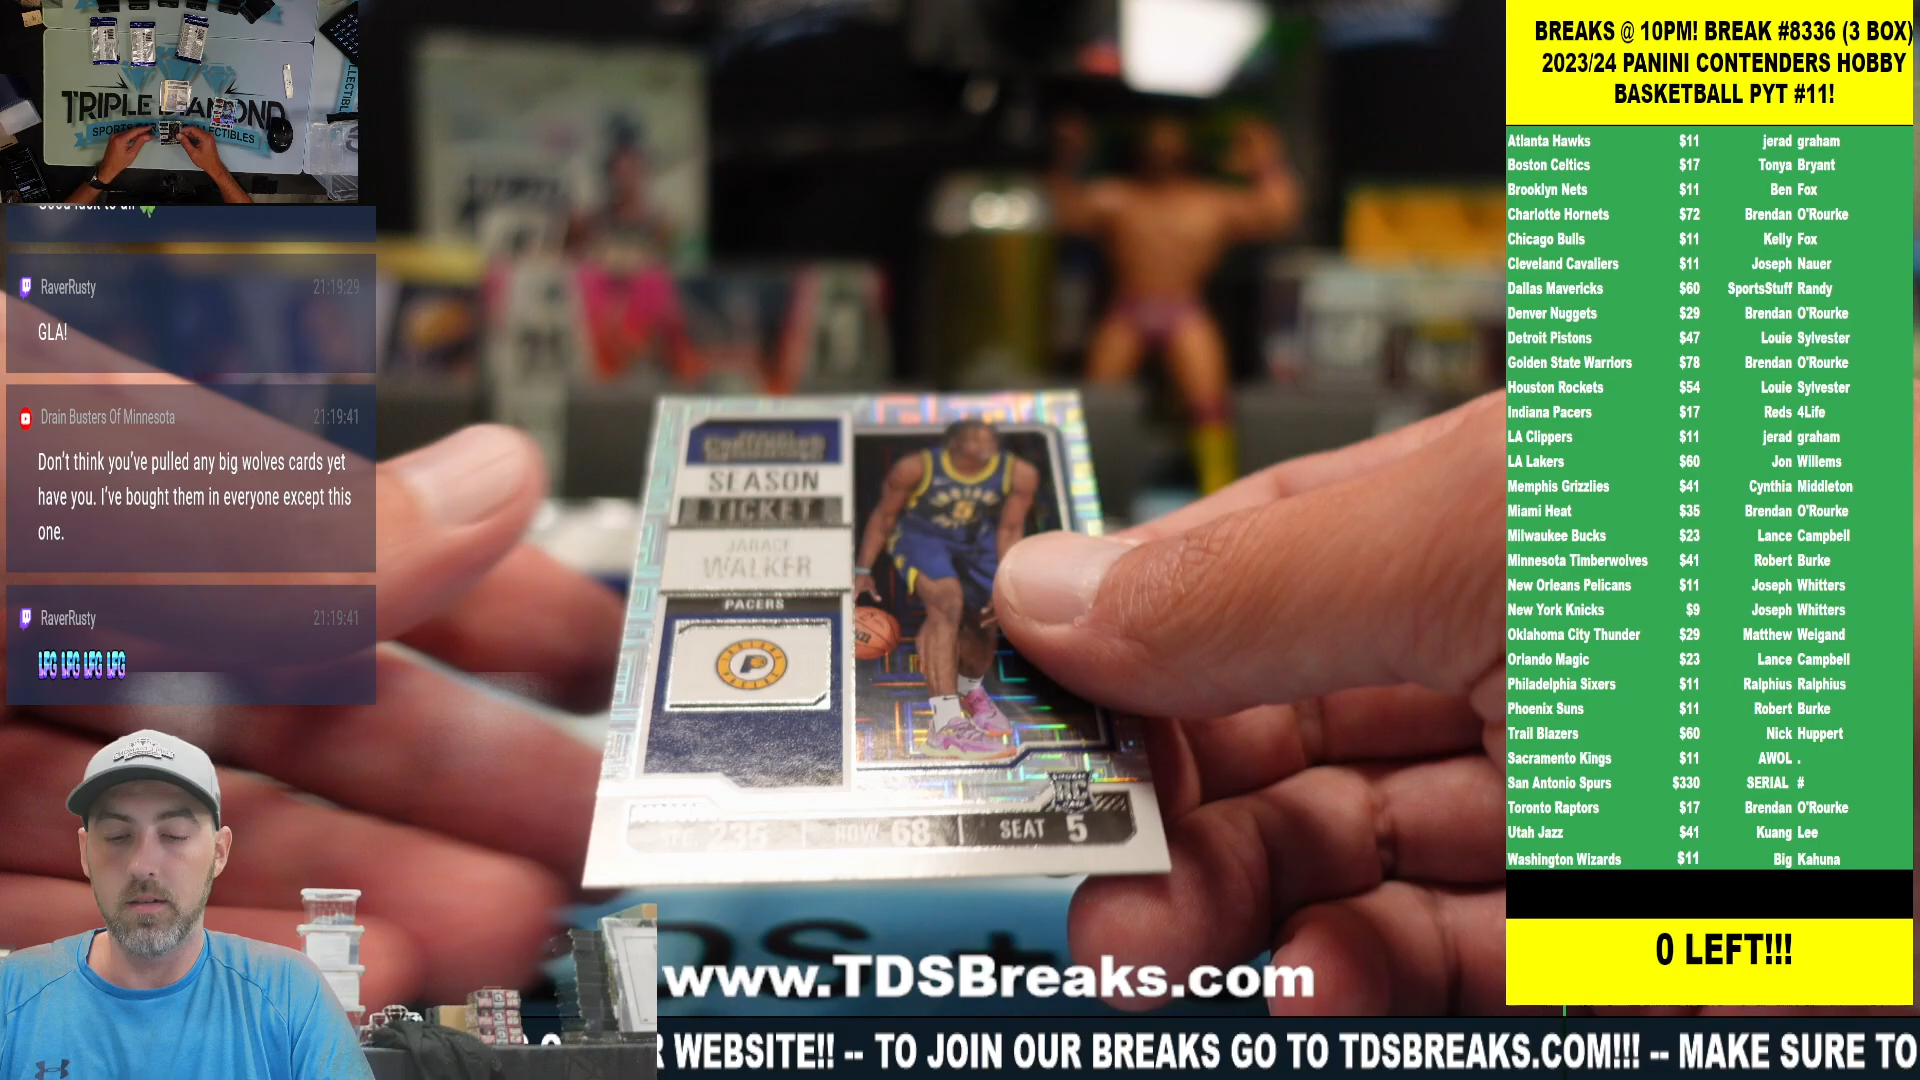 TRIPLE DIAMOND
RaverRusty
21:19:29
GLA!
Drain Busters Of Minnesota
21:19:41
Don't think you've pulled any big wolves cards yet
have you. I've bought them in everyone except this
one.
RaverRusty
21:19:41
LFG LFG LFG LFG
SEASON
TICKET
JARACE
WALKER
PACERS
235 ROW 68 SEAT 5
RC
www.TDSBreaks.com
R WEBSITE!! -- TO JOIN OUR BREAKS GO TO TDSBREAKS.COM!!! -- MAKE SURE TO
BREAKS @ 10PM! BREAK #8336 (3 BOX)
2023/24 PANINI CONTENDERS HOBBY
BASKETBALL PYT #11!
Atlanta Hawks $11 jerad graham
Boston Celtics $17 Tonya Bryant
Brooklyn Nets $11 Ben Fox
Charlotte Hornets $72 Brendan O'Rourke
Chicago Bulls $11 Kelly Fox
Cleveland Cavaliers $11 Joseph Nauer
Dallas Mavericks $60 SportsStuff Randy
Denver Nuggets $29 Brendan O'Rourke
Detroit Pistons $47 Louie Sylvester
Golden State Warriors $78 Brendan O'Rourke
Houston Rockets $54 Louie Sylvester
Indiana Pacers $17 Reds 4Life
LA Clippers $11 jerad graham
LA Lakers $60 Jon Willems
Memphis Grizzlies $41 Cynthia Middleton
Miami Heat $35 Brendan O'Rourke
Milwaukee Bucks $23 Lance Campbell
Minnesota Timberwolves $41 Robert Burke
New Orleans Pelicans $11 Joseph Whitters
New York Knicks $9 Joseph Whitters
Oklahoma City Thunder $29 Matthew Weigand
Orlando Magic $23 Lance Campbell
Philadelphia Sixers $11 Ralphius Ralphius
Phoenix Suns $11 Robert Burke
Trail Blazers $60 Nick Huppert
Sacramento Kings $11 AWOL .
San Antonio Spurs $330 SERIAL #
Toronto Raptors $17 Brendan O'Rourke
Utah Jazz $41 Kuang Lee
Washington Wizards $11 Big Kahuna
0 LEFT!!!